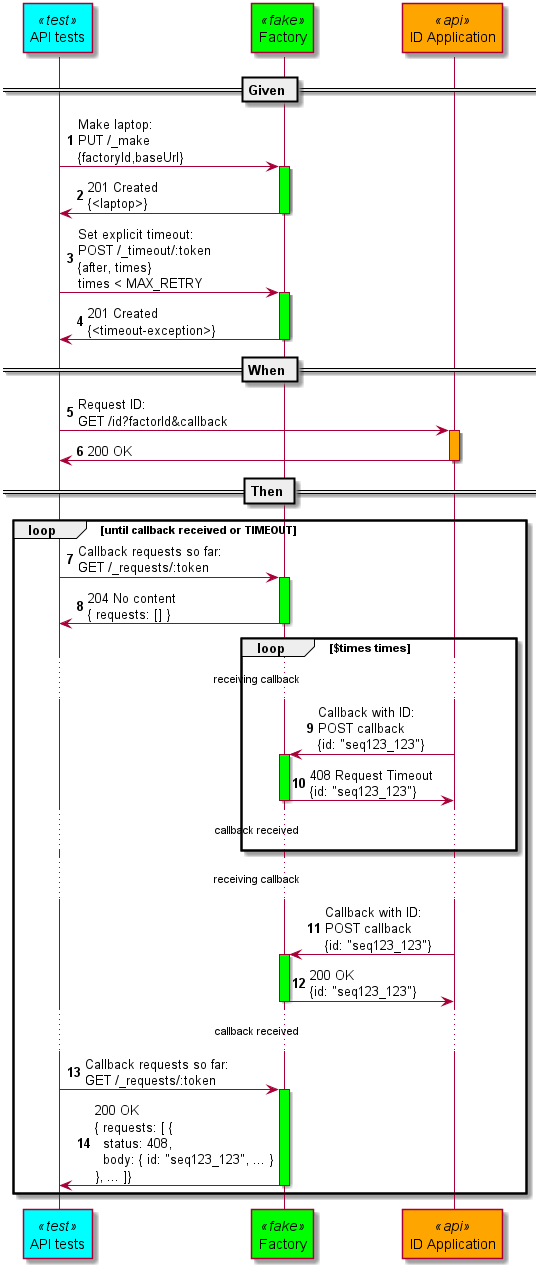 «test»
API tests
«fake»
Factory
«api»
ID Application
Given
Make laptop:
1 PUT /_make
{factoryId,baseUrl}
201 Created
2 {<laptop>}
Set explicit timeout:
POST /_timeout/:token
3 {after, times}
times < MAX_RETRY
201 Created
4 {<timeout-exception>}
When
Request ID:
5 GET /id?factorId&callback
6 200 OK
Then
loop [until callback received or TIMEOUT]
Callback requests so far:
7 GET /_requests/:token
204 No content
8 { requests: [] }
loop [$times times]
receiving callback
Callback with ID:
9 POST callback
{id: "seq123_123"}
408 Request Timeout
10 {id: "seq123_123"}
callback received
receiving callback
Callback with ID:
11 POST callback
{id: "seq123_123"}
200 OK
12 {id: "seq123_123"}
callback received
Callback requests so far:
13 GET /_requests/:token
200 OK
{ requests: [ {
14 status: 408,
body: { id: "seq123_123", ... }
}, ... ]}
«test»
API tests
«fake»
Factory
«api»
ID Application